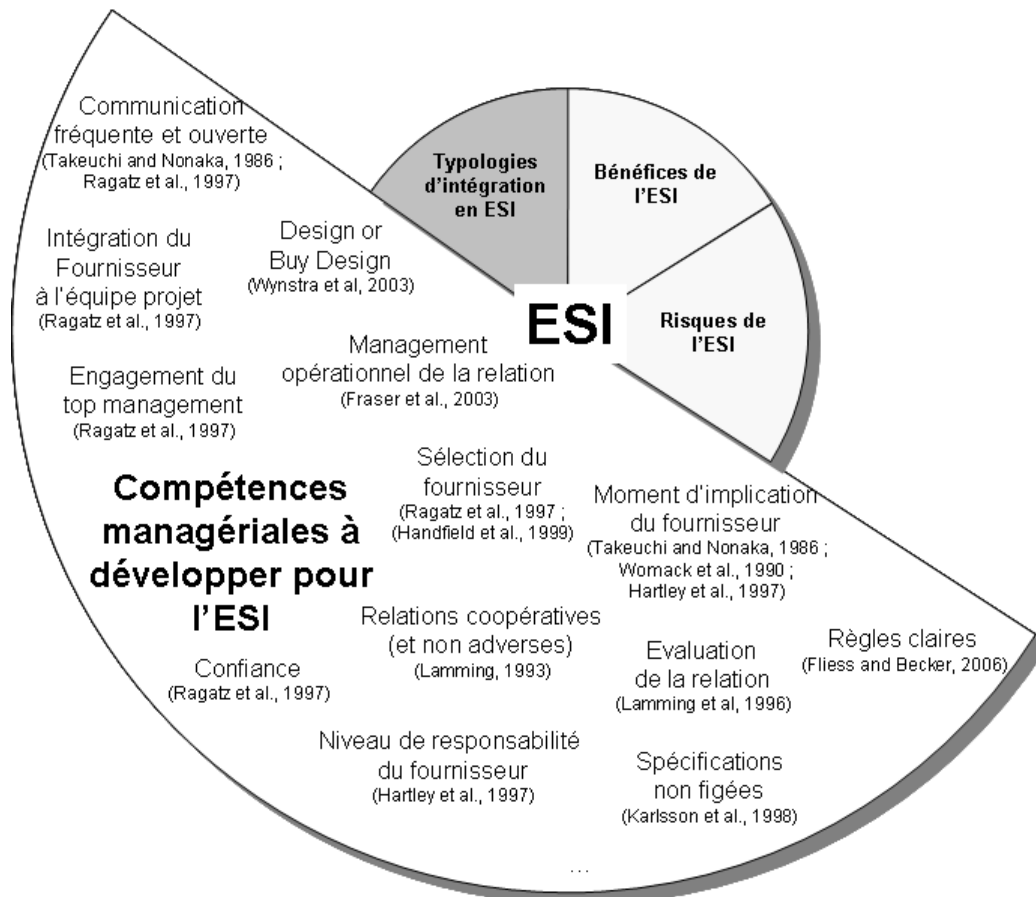 Communication
fréquente et ouverte
(Takeuchi and Nonaka, 1986 ;
Ragatz et al., 1997)
Typologies
d'intégration
en ESI
Bénéfices de
l'ESI
Risques de
l'ESI
ESI
Intégration du
Fournisseur
à l'équipe projet
(Ragatz et al., 1997)
Design or
Buy Design
(Wynstra et al, 2003)
Management
opérationnel de la relation
(Fraser et al., 2003)
Engagement du
top management
(Ragatz et al., 1997)
Sélection du
fournisseur
(Ragatz et al., 1997 ;
(Handfield et al., 1999)
Moment d'implication
du fournisseur
(Takeuchi and Nonaka, 1986 ;
Womack et al., 1990 ;
Hartley et al., 1997)
Compétences
managériales à
développer pour
l'ESI
Relations coopératives
(et non adverses)
(Lamming, 1993)
Règles claires
(Fliess and Becker, 2006)
Evaluation
de la relation
(Lamming et al, 1996)
Confiance
(Ragatz et al., 1997)
Niveau de responsabilité
du fournisseur
(Hartley et al., 1997)
Spécifications
non figées
(Karlsson et al., 1998)
...